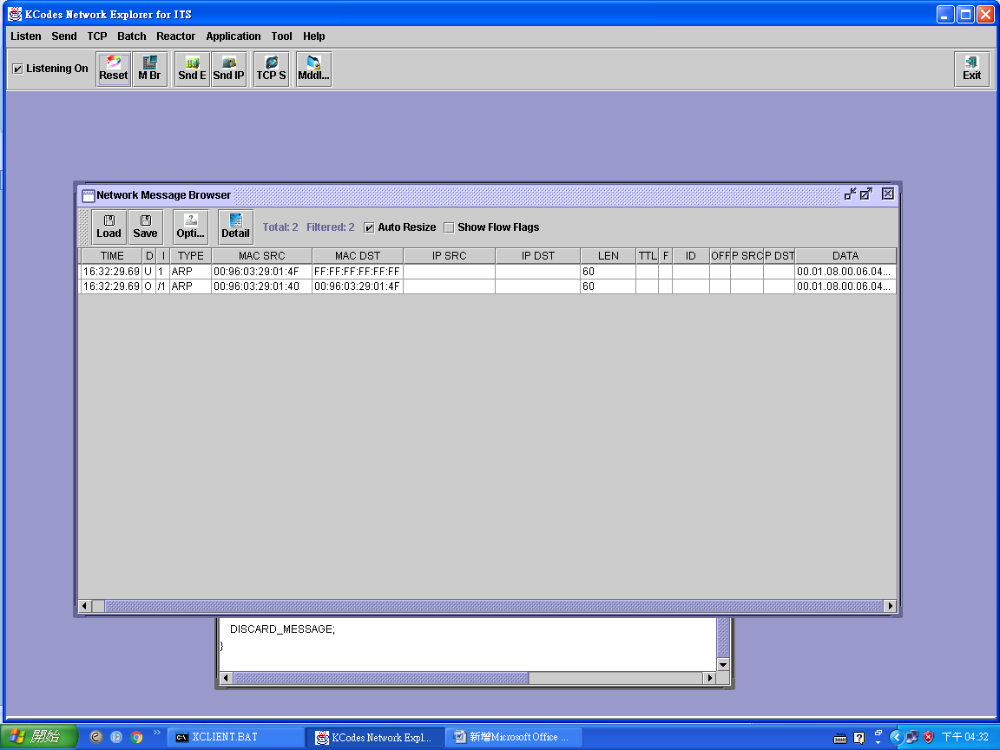 KCodes Network Explorer for ITS
Listen Send TCP Batch Reactor Application Tool Help
Listening On Reset M Br Snd E Snd IP TCP S Mddl... Exit
Network Message Browser
Load Save Opti... Detail Total: 2 Filtered: 2 Auto Resize Show Flow Flags
TIME D I TYPE MAC SRC MAC DST IP SRC IP DST LEN TTL F ID OFF P SRC P DST DATA
16:32:29.69 U 1 ARP 00:96:03:29:01:4F FF:FF:FF:FF:FF:FF 60 00.01.08.00.06.04...
16:32:29.69 O /1 ARP 00:96:03:29:01:40 00:96:03:29:01:4F 60 00.01.08.00.06.04...
DISCARD_MESSAGE;
}
開始 XCLIENT.BAT KCodes Network Expl... 新增Microsoft Office ... 下午 04:32